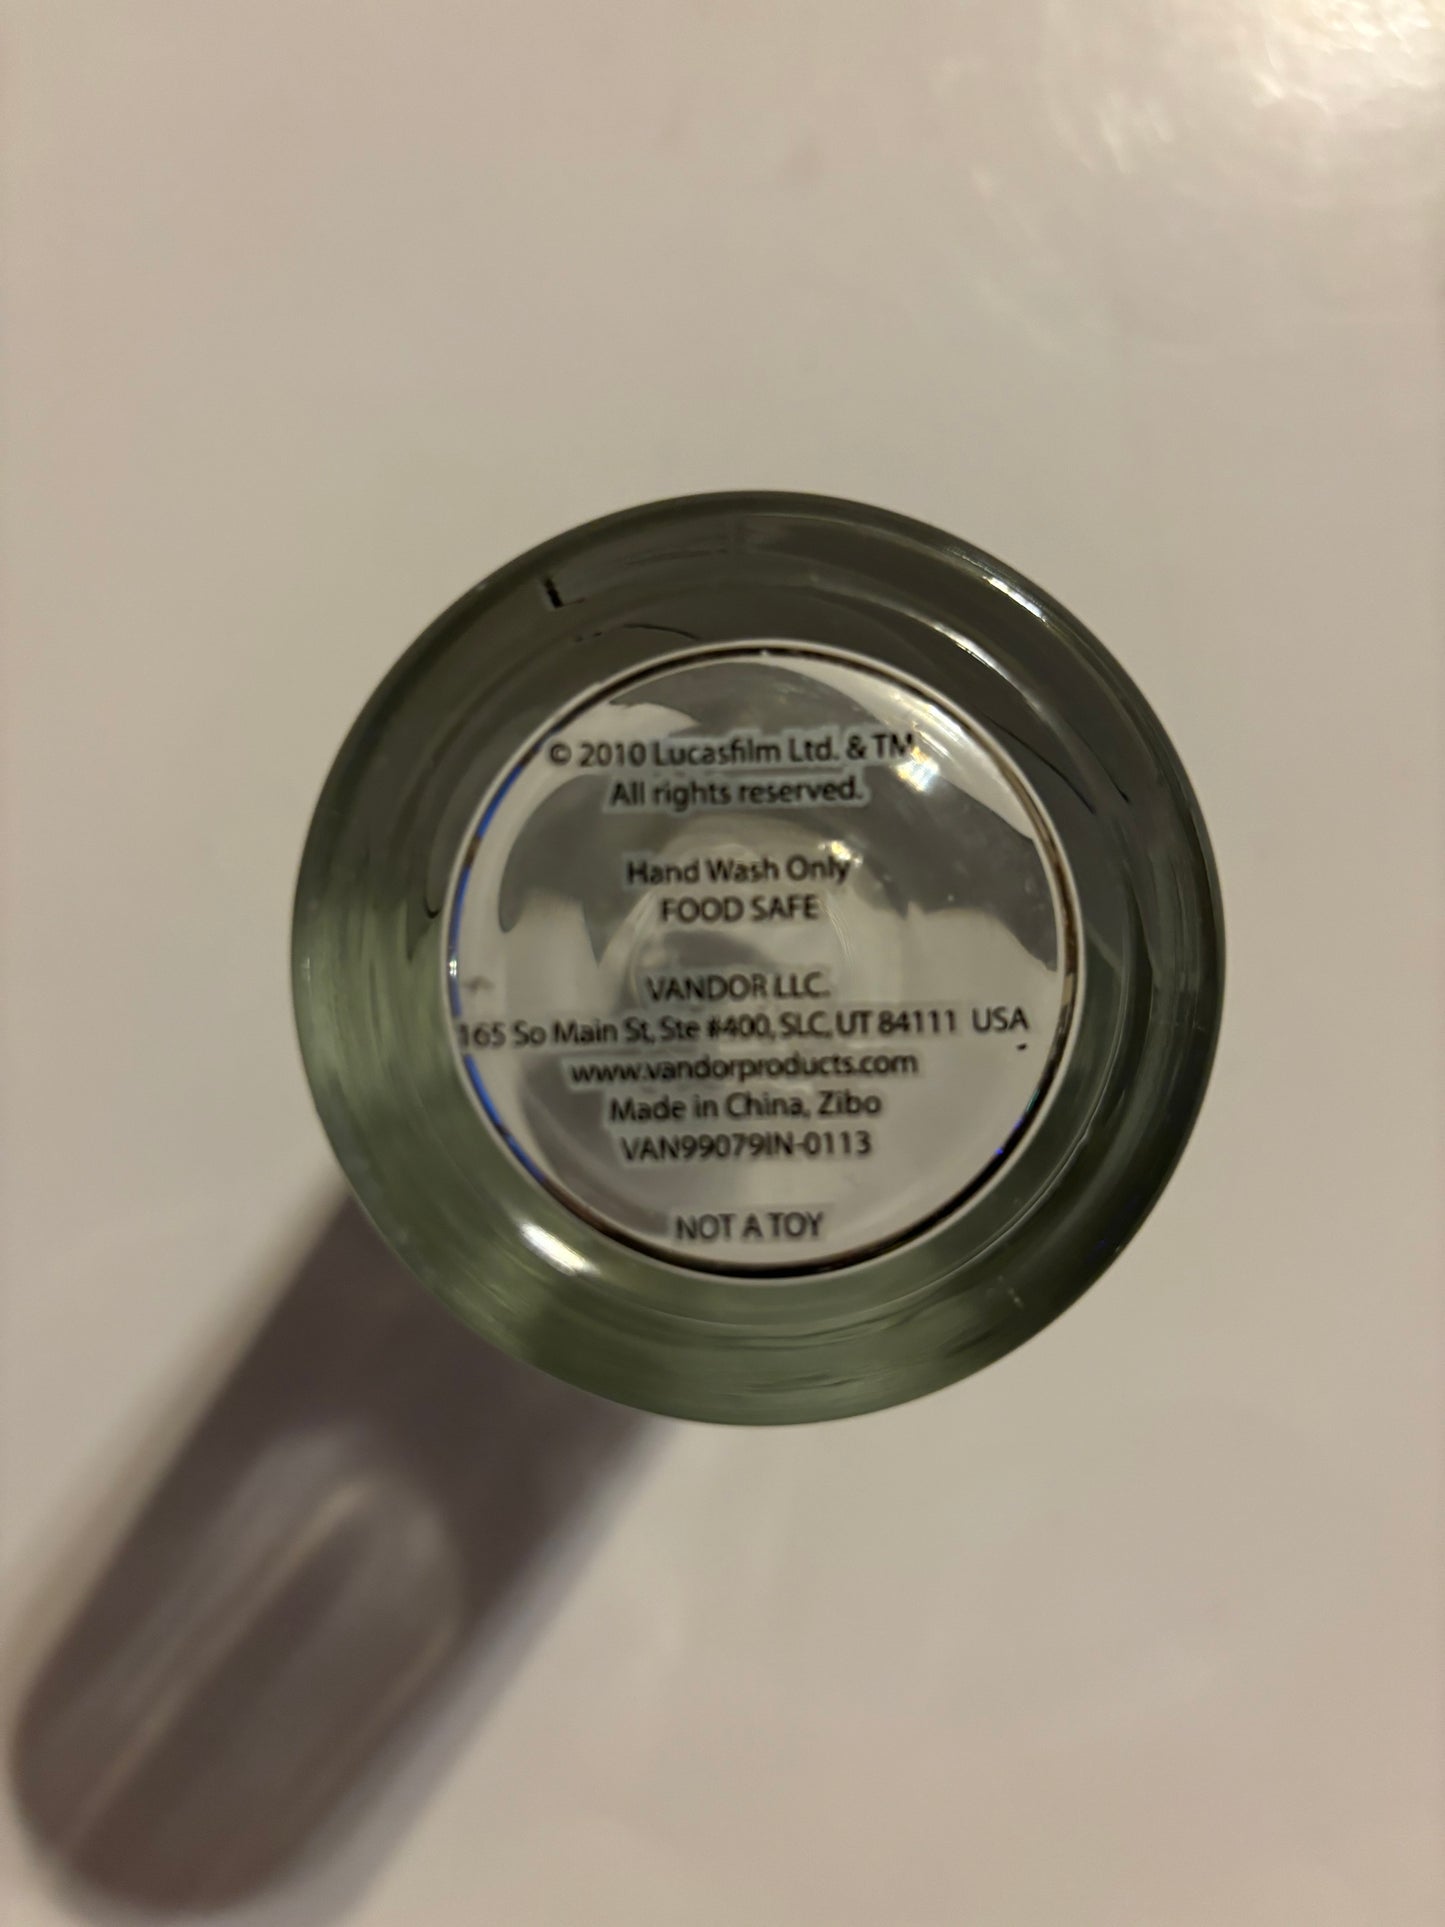 © 2010 Lucasfilm Ltd. & TM
All rights reserved.
Hand Wash Only
FOOD SAFE
VANDOR LLC.
165 So Main St, Ste #400, SLC, UT 84111 USA
www.vandorproducts.com
Made in China, Zibo
VAN99079IN-0113
NOT A TOY